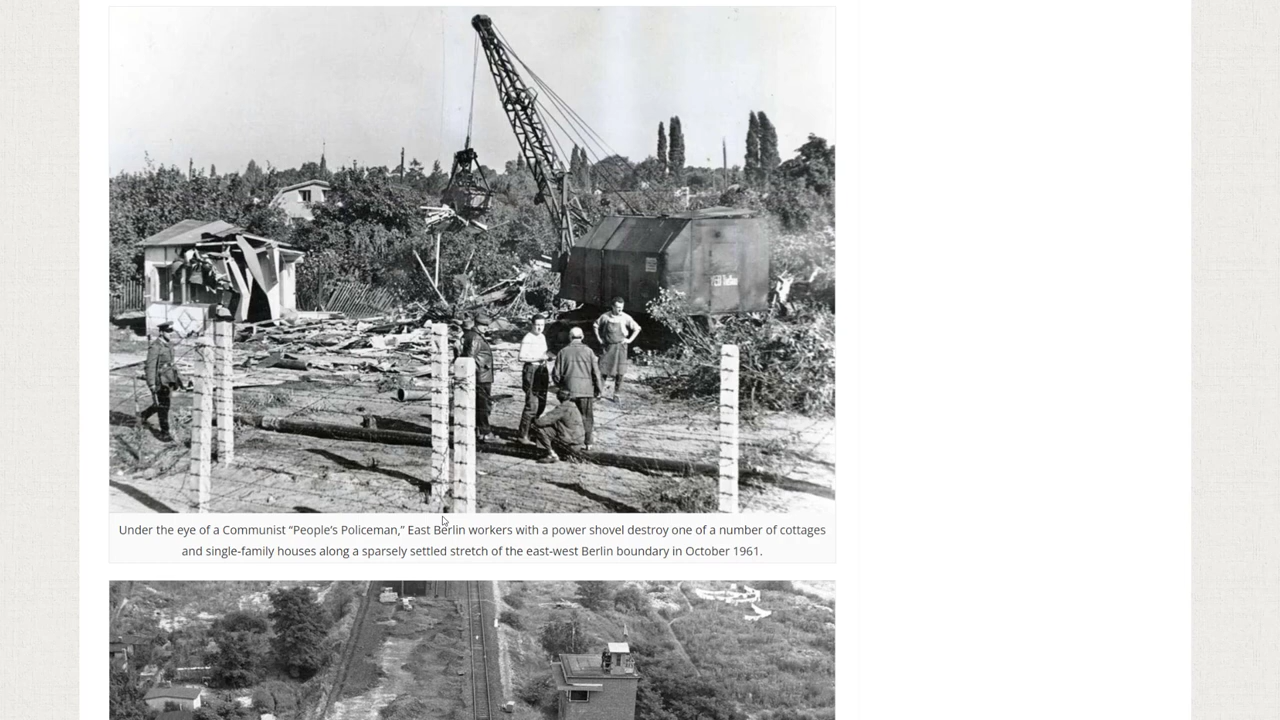 Under the eye of a Communist “People’s Policeman,” East Berlin workers with a power shovel destroy one of a number of cottages
and single-family houses along a sparsely settled stretch of the east-west Berlin boundary in October 1961.